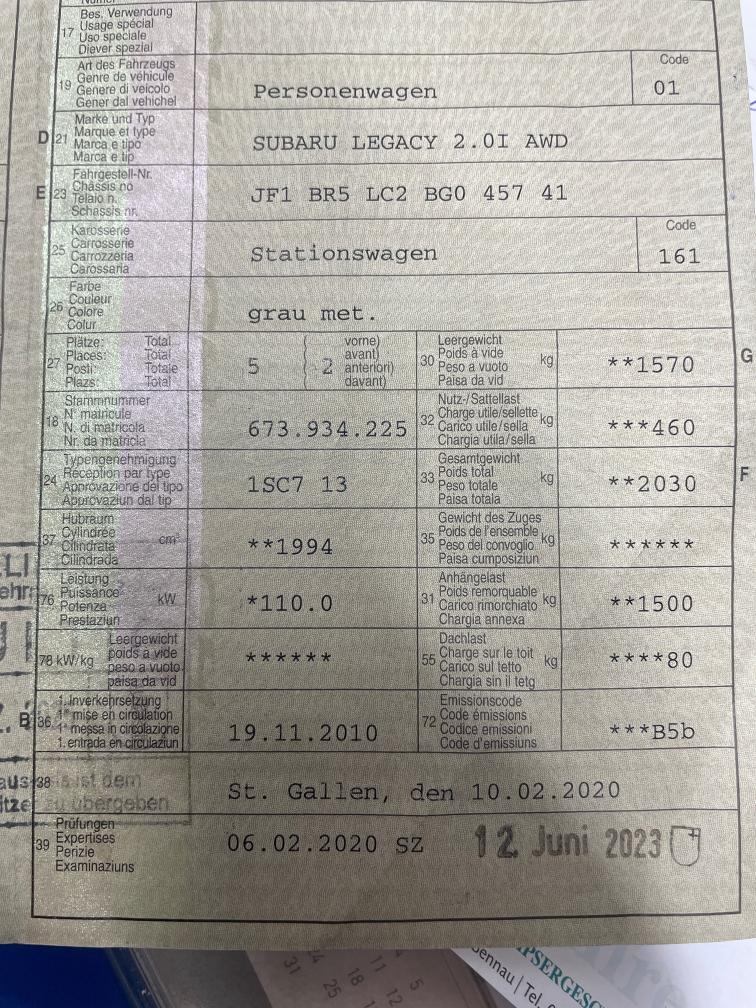 17 Bes. Verwendung
Usage spécial
Uso speciale
Diever spezial
19 Art des Fahrzeugs
Genre de véhicule
Genere di veicolo
Gener dal vehichel
Personenwagen
Code
01
D 21 Marke und Typ
Marque et type
Marca e tipo
Marca e tip
SUBARU LEGACY 2.0I AWD
E 23 Fahrgestell-Nr.
Châssis no
Telaio n.
Schassis nr.
JF1 BR5 LC2 BG0 457 41
25 Karosserie
Carrosserie
Carrozzeria
Carossaria
Stationswagen
Code
161
26 Farbe
Couleur
Colore
Colur
grau met.
27 Plätze: Total
Places: Total
Posti: Totale
Plazs: Total
5 ( 2 vorne)
avant)
anteriori)
davant)
30 Leergewicht
Poids à vide kg
Peso a vuoto
Paisa da vid
**1570
G
18 Stammnummer
N° matricule
N. di matricola
Nr. da matricla
673.934.225
32 Nutz-/Sattellast
Charge utile/sellette kg
Carico utile/sella
Chargia utila/sella
***460
24 Typengenehmigung
Réception par type
Approvazione del tipo
Approvaziun dal tip
1SC7 13
33 Gesamtgewicht
Poids total kg
Peso totale
Paisa totala
**2030
F
37 Hubraum
Cylindrée cm³
Cilindrata
Cilindrada
**1994
35 Gewicht des Zuges
Poids de l'ensemble kg
Peso del convoglio
Paisa cumposiziun
******
76 Leistung
Puissance kW
Potenza
Prestaziun
*110.0
31 Anhängelast
Poids remorquable kg
Carico rimorchiato
Chargia annexa
**1500
78 kW/kg Leergewicht
poids à vide
peso a vuoto
paisa da vid
******
55 Dachlast
Charge sur le toit kg
Carico sul tetto
Chargia sin il tetg
****80
B 36 1. Inverkehrsetzung
1re mise en circulation
1a messa in circolazione
1. entrada en circulaziun
19.11.2010
72 Emissionscode
Code émissions
Codice emissioni
Code d'emissiuns
***B5b
38 ist dem
zu übergeben
St. Gallen, den 10.02.2020
39 Prüfungen
Expertises
Perizie
Examinaziuns
06.02.2020 SZ
12. Juni 2023